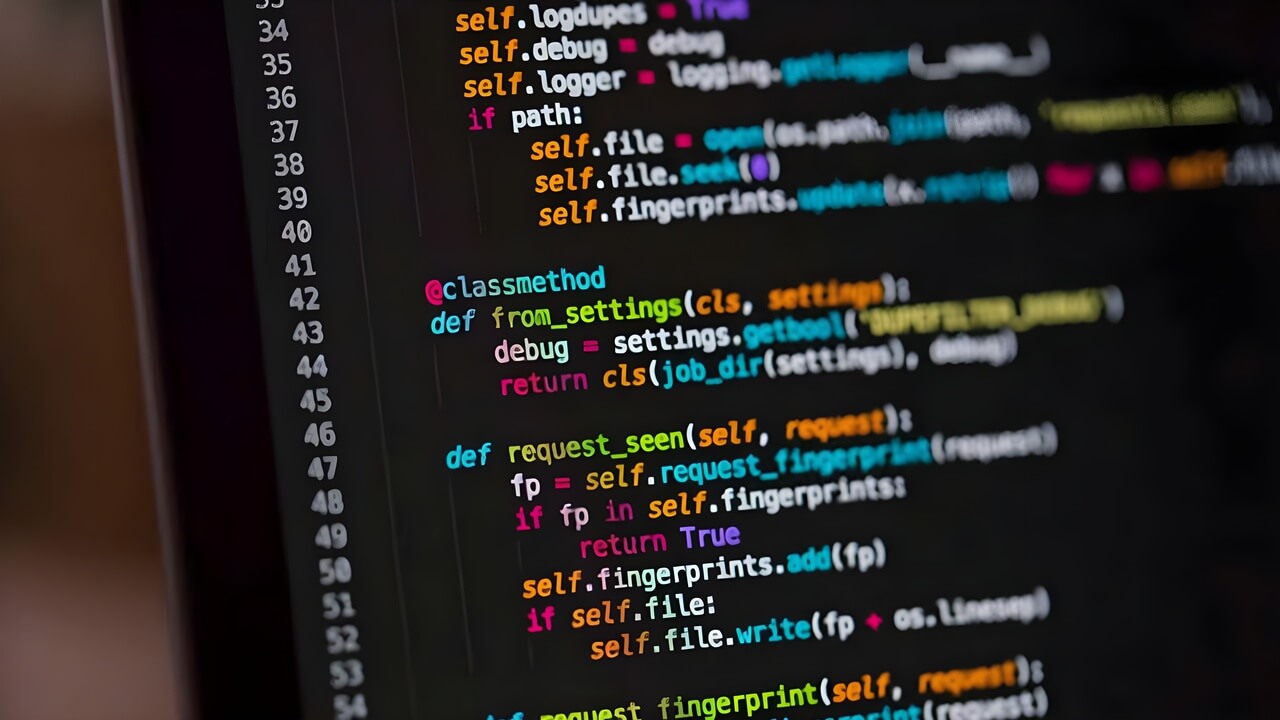 33
34 self.logdupes = True
35 self.debug = debug
36 self.logger = logging.getLogger(__name__)
37 if path:
38 self.file = open(os.path.join(path, 'requests.seen'
39 self.file.seek(0)
40 self.fingerprints.update(x.rstrip() for x in self.file
41
42 @classmethod
43 def from_settings(cls, settings):
44 debug = settings.getbool('DUPEFILTER_DEBUG')
45 return cls(job_dir(settings), debug)
46
47 def request_seen(self, request):
48 fp = self.request_fingerprint(request)
49 if fp in self.fingerprints:
50 return True
51 self.fingerprints.add(fp)
52 if self.file:
53 self.file.write(fp + os.linesep)
54
def request_fingerprint(self, request):
fingerprint(request)